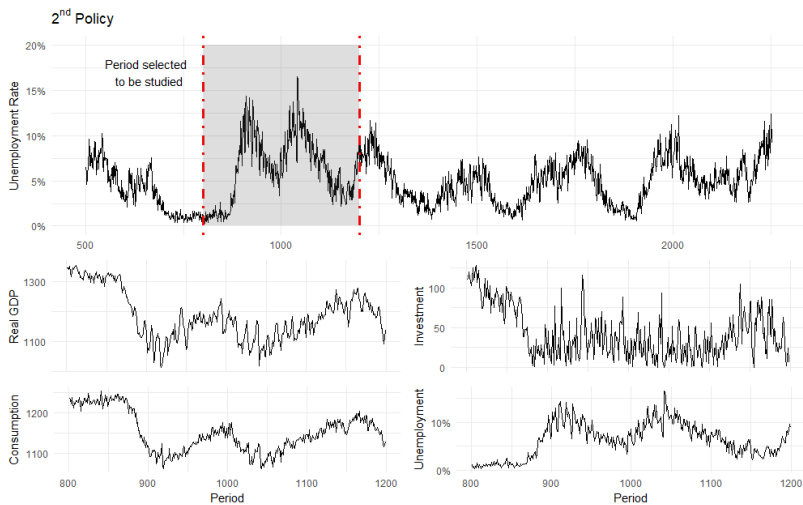 2nd Policy
Period selected
to be studied
Unemployment Rate
20%
15%
10%
5%
0%
500
1000
1500
2000
Real GDP
1300
1100
Investment
100
50
0
Consumption
1200
1100
800
900
1000
1100
1200
Period
Unemployment
10%
0%
800
900
1000
1100
1200
Period